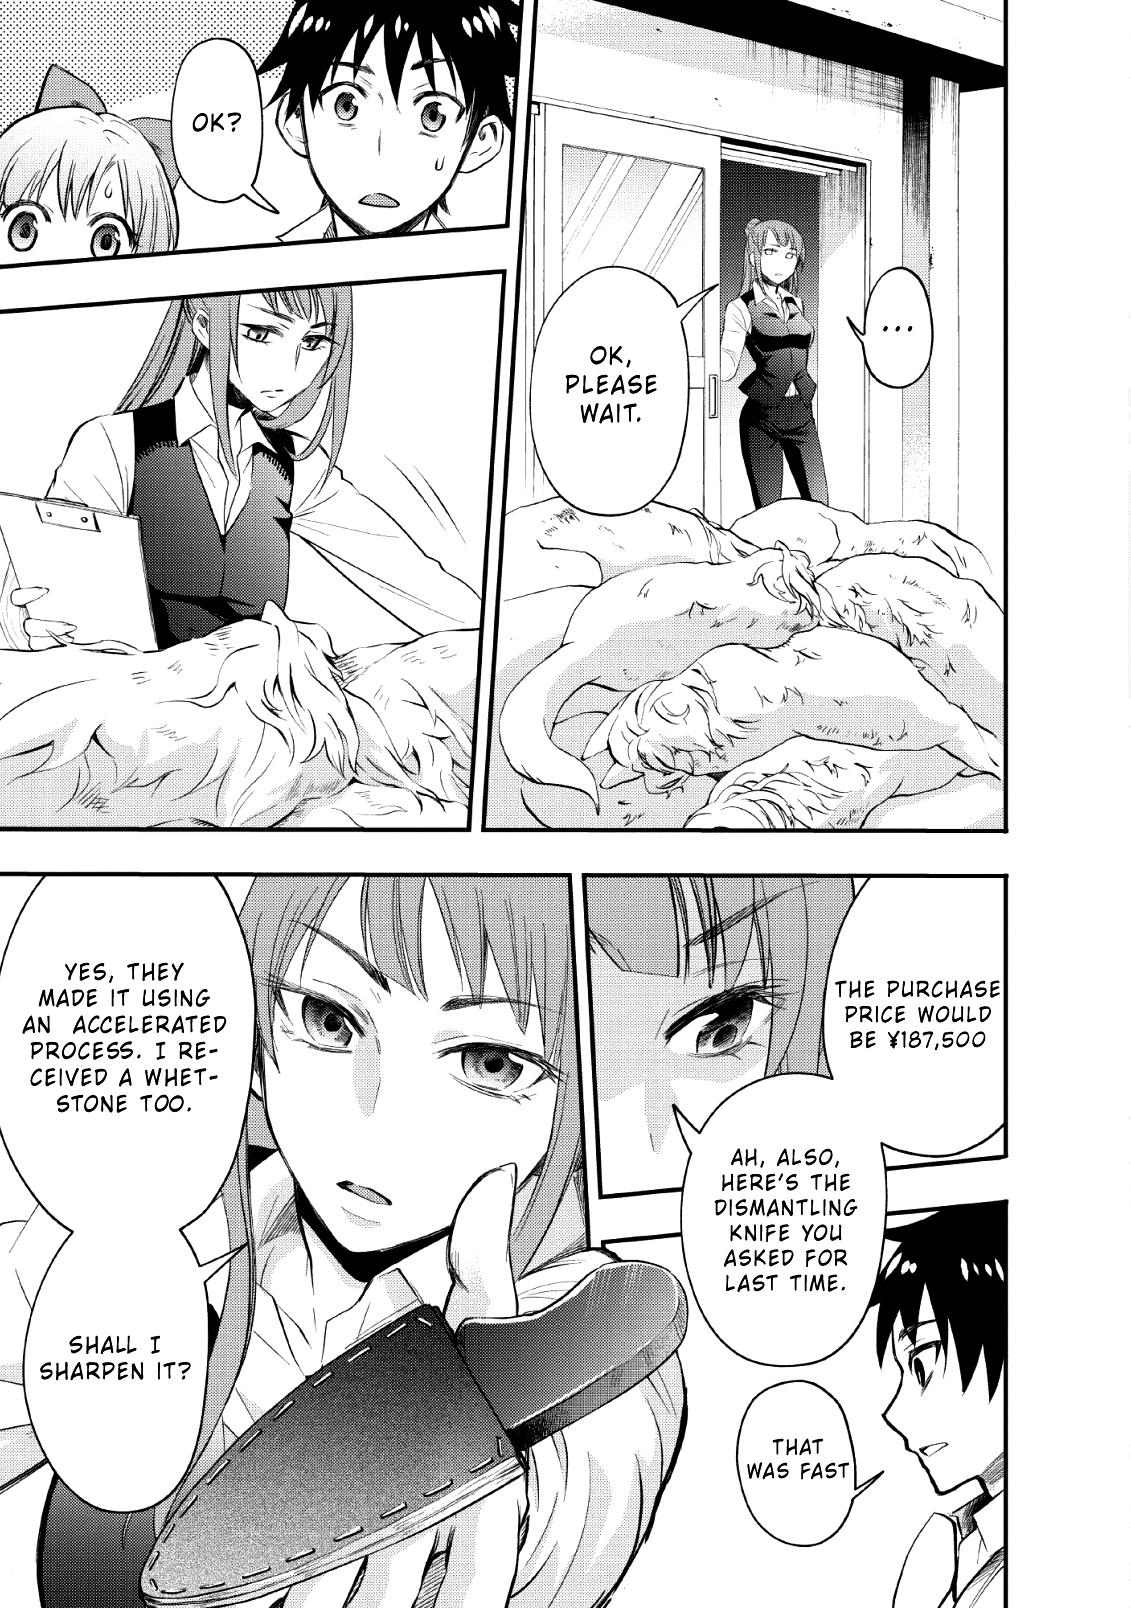 ...
OK,
PLEASE
WAIT.
OK?
THE PURCHASE
PRICE WOULD
BE ¥187,500
AH, ALSO,
HERE'S THE
DISMANTLING
KNIFE YOU
ASKED FOR
LAST TIME.
THAT
WAS FAST
YES, THEY
MADE IT USING
AN ACCELERATED
PROCESS. I RE-
CEIVED A WHET-
STONE TOO.
SHALL I
SHARPEN IT?